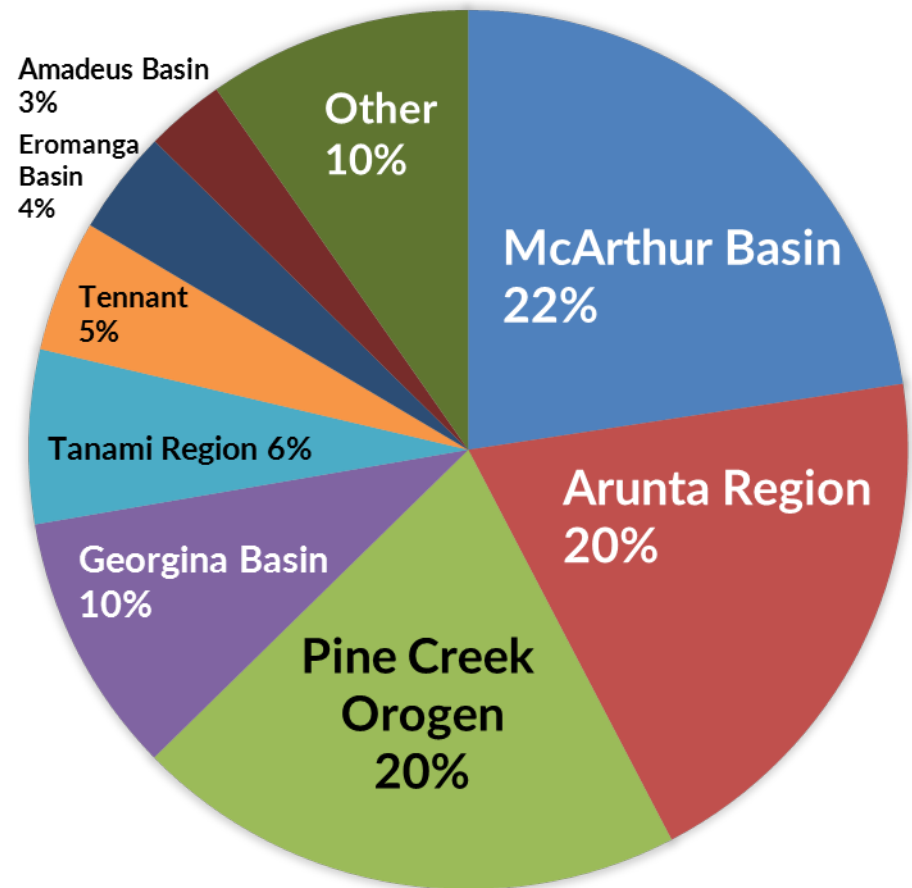 Amadeus Basin
3%
Eromanga
Basin
4%
Other
10%
McArthur Basin
22%
Tennant
5%
Tanami Region 6%
Arunta Region
20%
Georgina Basin
10%
Pine Creek
Orogen
20%